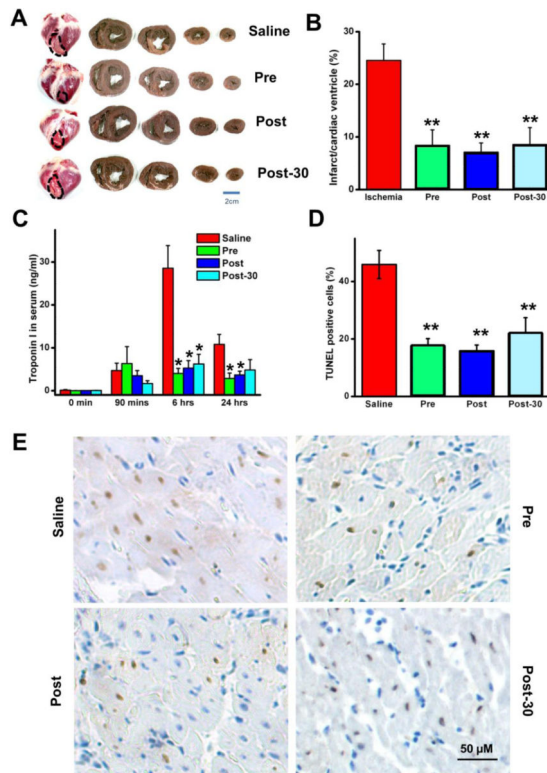 A
Saline
Pre
Post
Post-30
2cm
B
Infarct/cardiac ventricle (%)
30
20
10
0
**
**
**
Ischemia Pre Post Post-30
C
Troponin I in serum (ng/ml)
30
20
10
0
Saline
Pre
Post
Post-30
* * *
* *
0 min 90 mins 6 hrs 24 hrs
D
TUNEL positive cells (%)
40
20
0
**
**
**
Saline Pre Post Post-30
E
Saline
Pre
Post
Post-30
50 µM